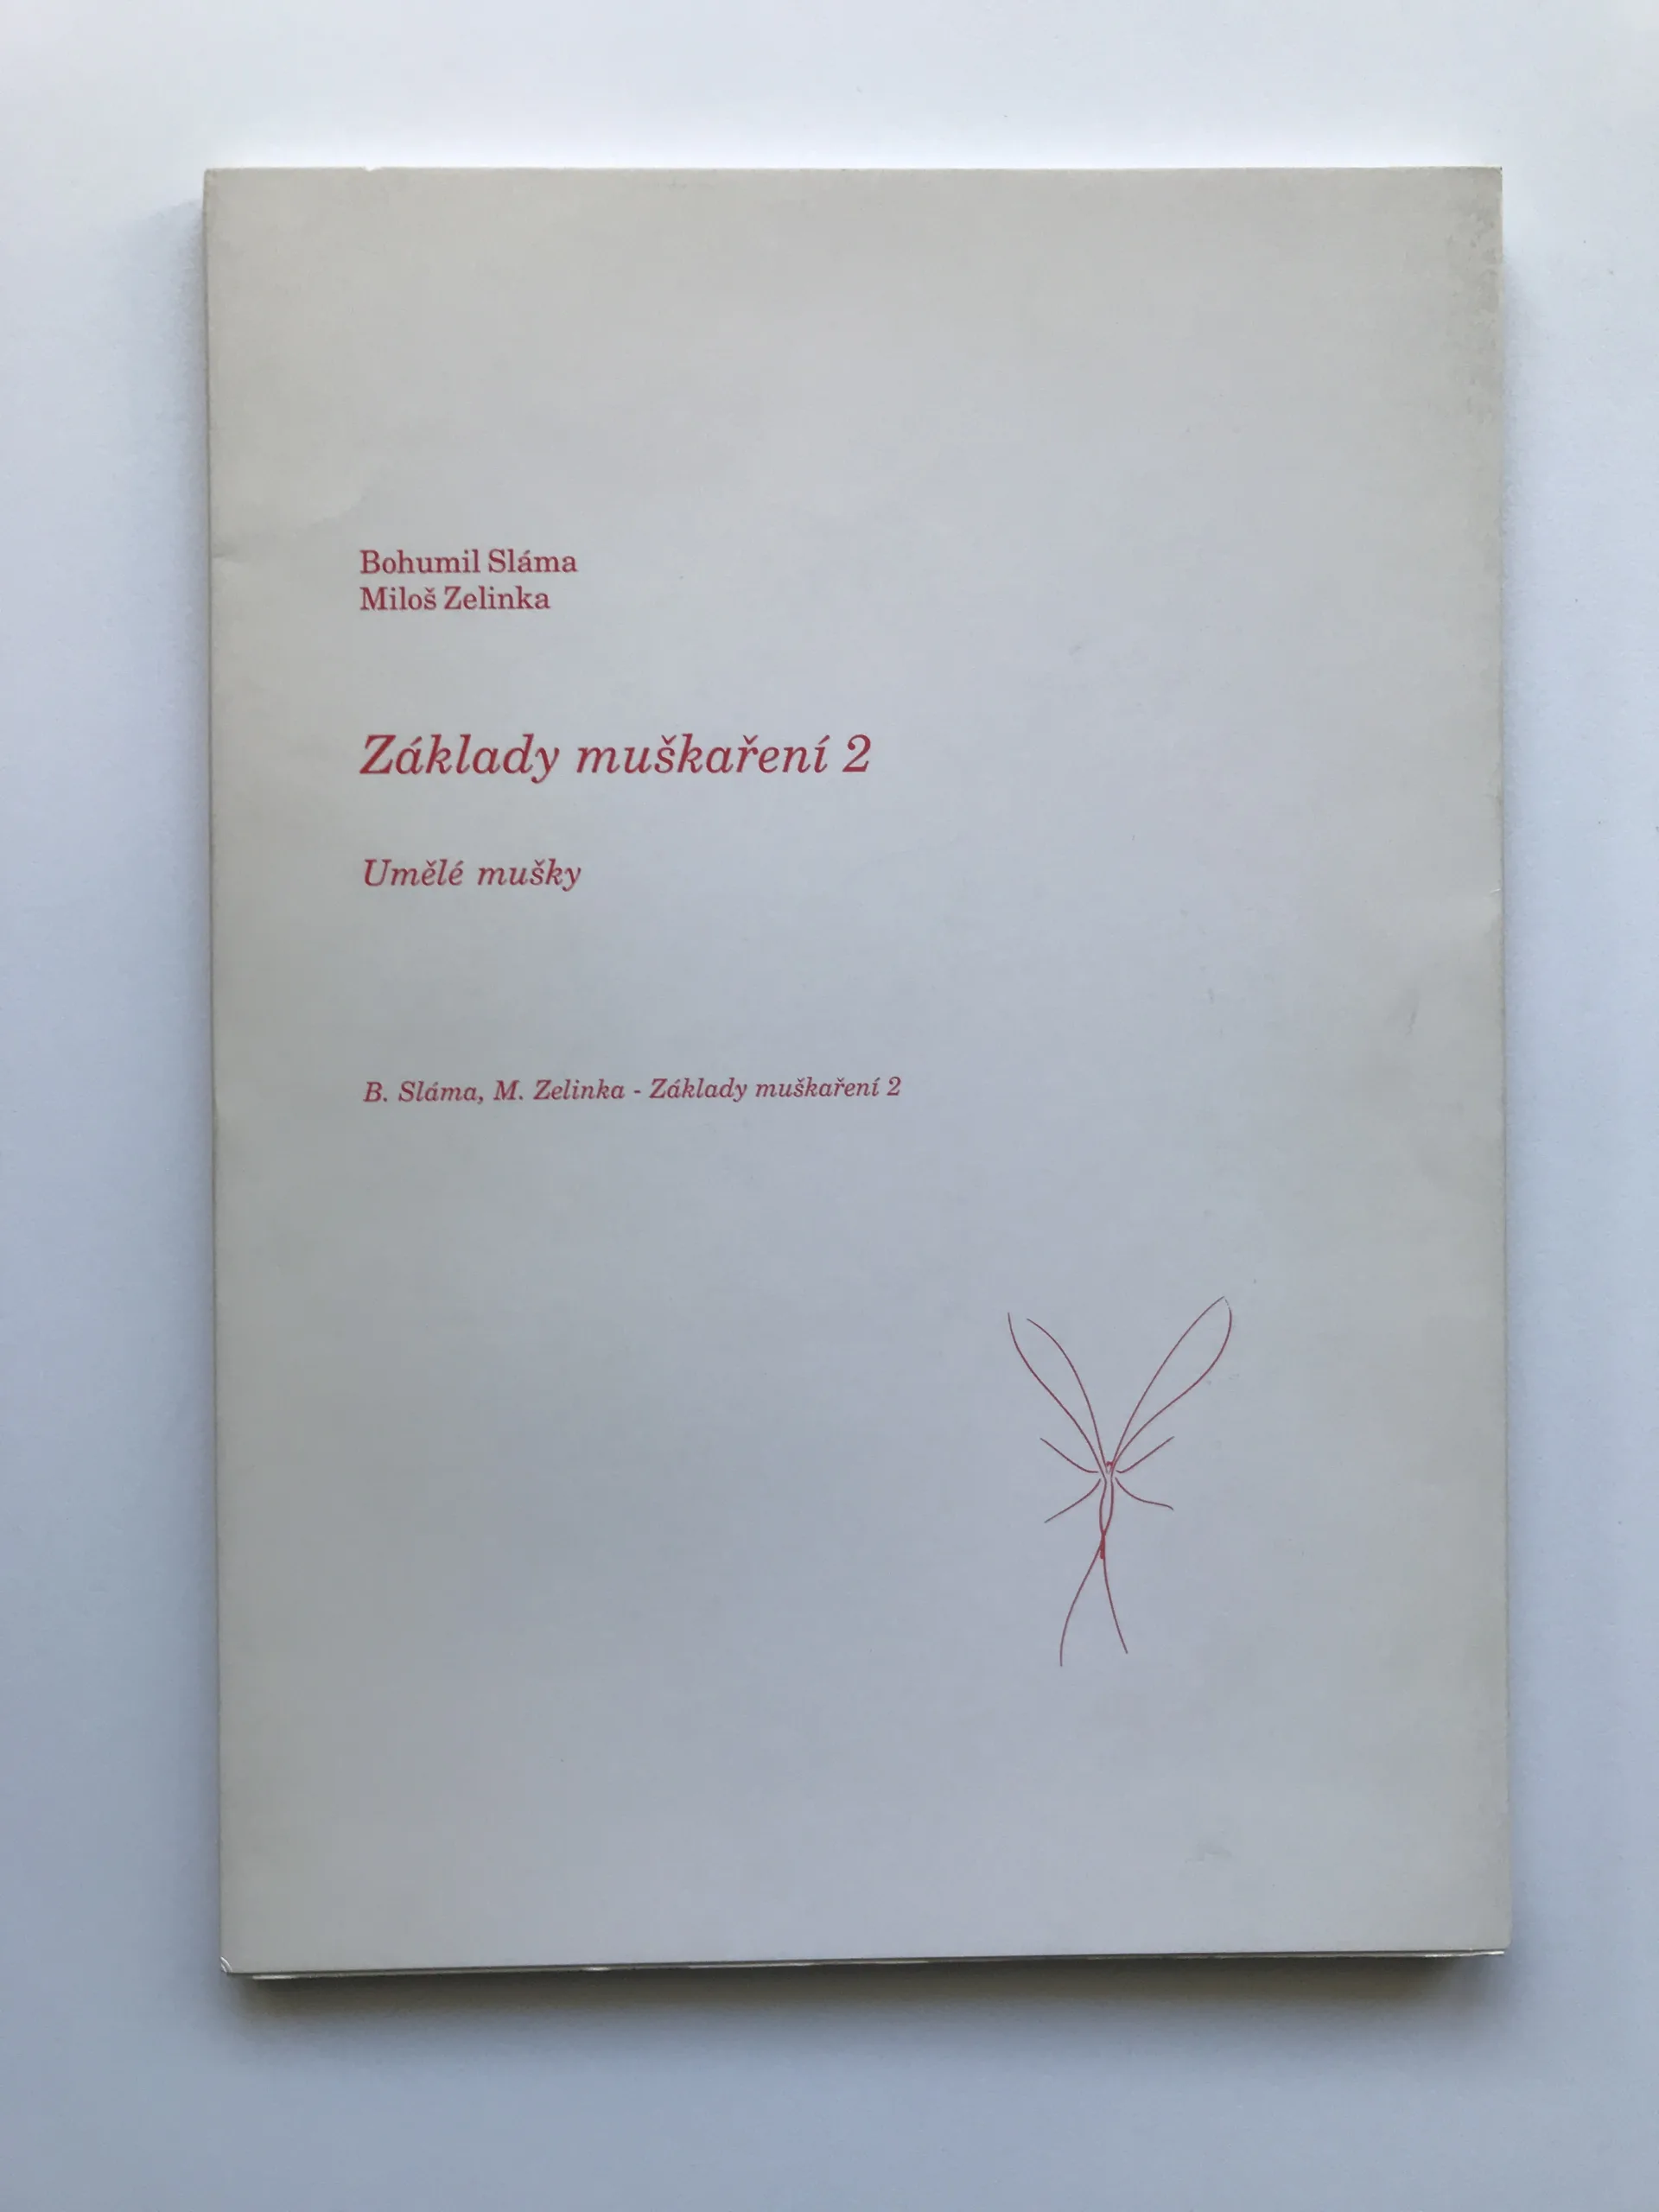 Bohumil Sláma
Miloš Zelinka
Základy muškaření 2
Umělé mušky
B. Sláma, M. Zelinka - Základy muškaření 2